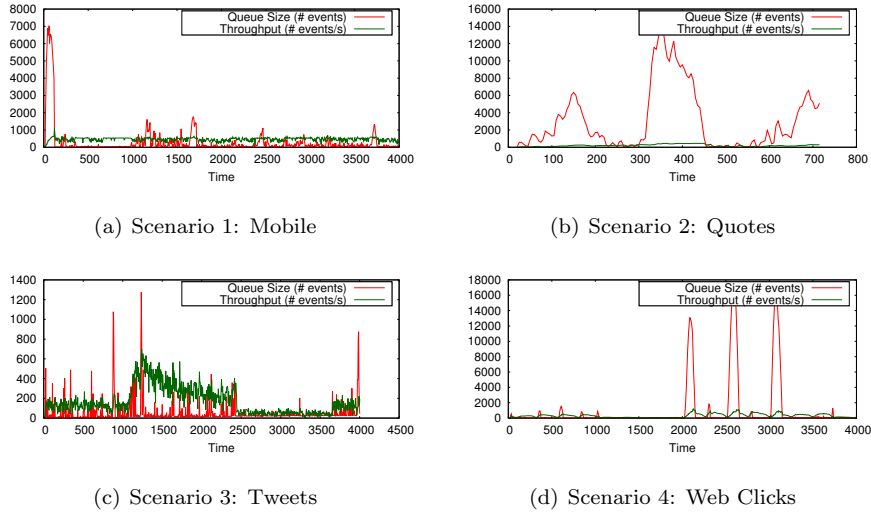 8000
7000
6000
5000
4000
3000
2000
1000
0
Queue Size (# events)
Throughput (# events/s)
0 500 1000 1500 2000 2500 3000 3500 4000
Time
(a) Scenario 1: Mobile
16000
14000
12000
10000
8000
6000
4000
2000
0
Queue Size (# events)
Throughput (# events/s)
0 100 200 300 400 500 600 700 800
Time
(b) Scenario 2: Quotes
1400
1200
1000
800
600
400
200
0
Queue Size (# events)
Throughput (# events/s)
0 500 1000 1500 2000 2500 3000 3500 4000 4500
Time
(c) Scenario 3: Tweets
18000
16000
14000
12000
10000
8000
6000
4000
2000
0
Queue Size (# events)
Throughput (# events/s)
0 500 1000 1500 2000 2500 3000 3500 4000
Time
(d) Scenario 4: Web Clicks